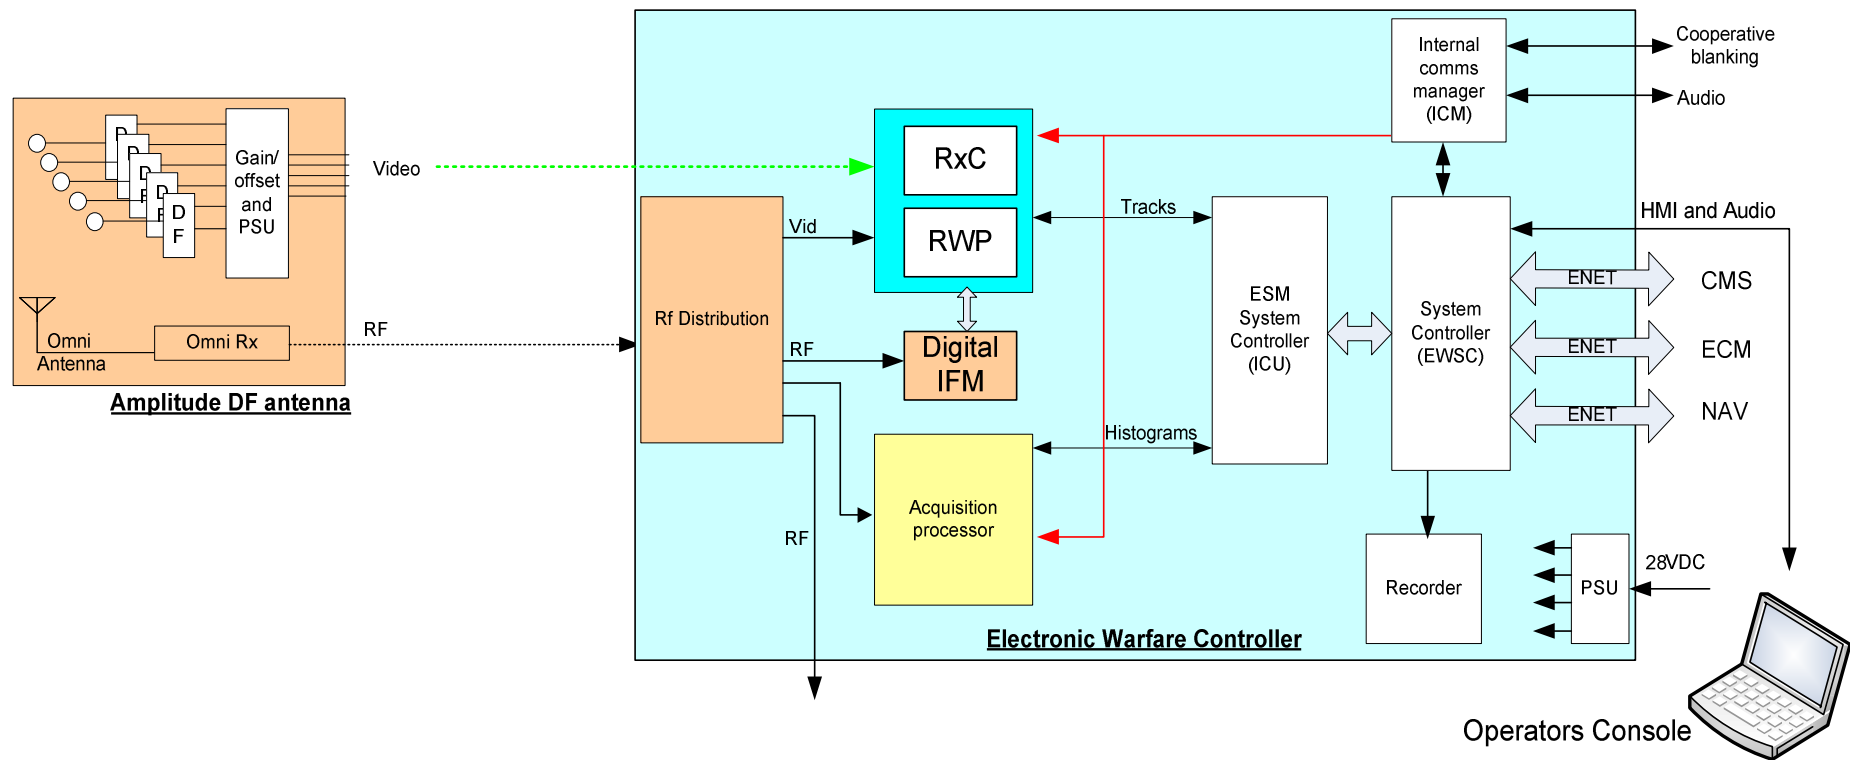 Internal
comms
manager
(ICM)
Cooperative
blanking
Audio
D
D
F
D
F
D
F
D
F
Gain/
offset
and
PSU
Video
RxC
RWP
Tracks
Vid
HMI and Audio
Omni
Antenna
Omni Rx
RF
Rf Distribution
RF
Digital
IFM
ESM
System
Controller
(ICU)
System
Controller
(EWSC)
ENET
CMS
ENET
ECM
ENET
NAV
Amplitude DF antenna
Histograms
Acquisition
processor
RF
Recorder
PSU
28VDC
Electronic Warfare Controller
Operators Console